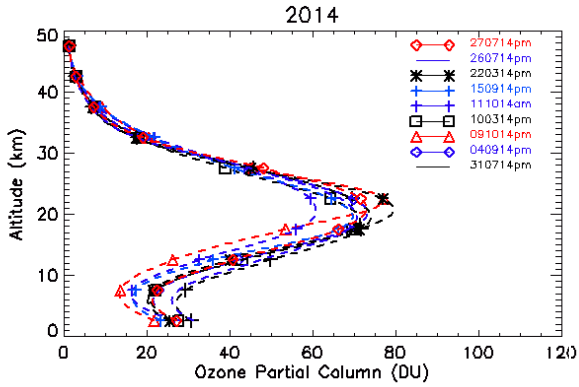 2014
50
40
30
20
10
0
Altitude (km)
270714pm
260714pm
220314pm
150914pm
111014am
100314pm
091014pm
040914pm
310714pm
0 20 40 60 80 100 120
Ozone Partial Column (DU)